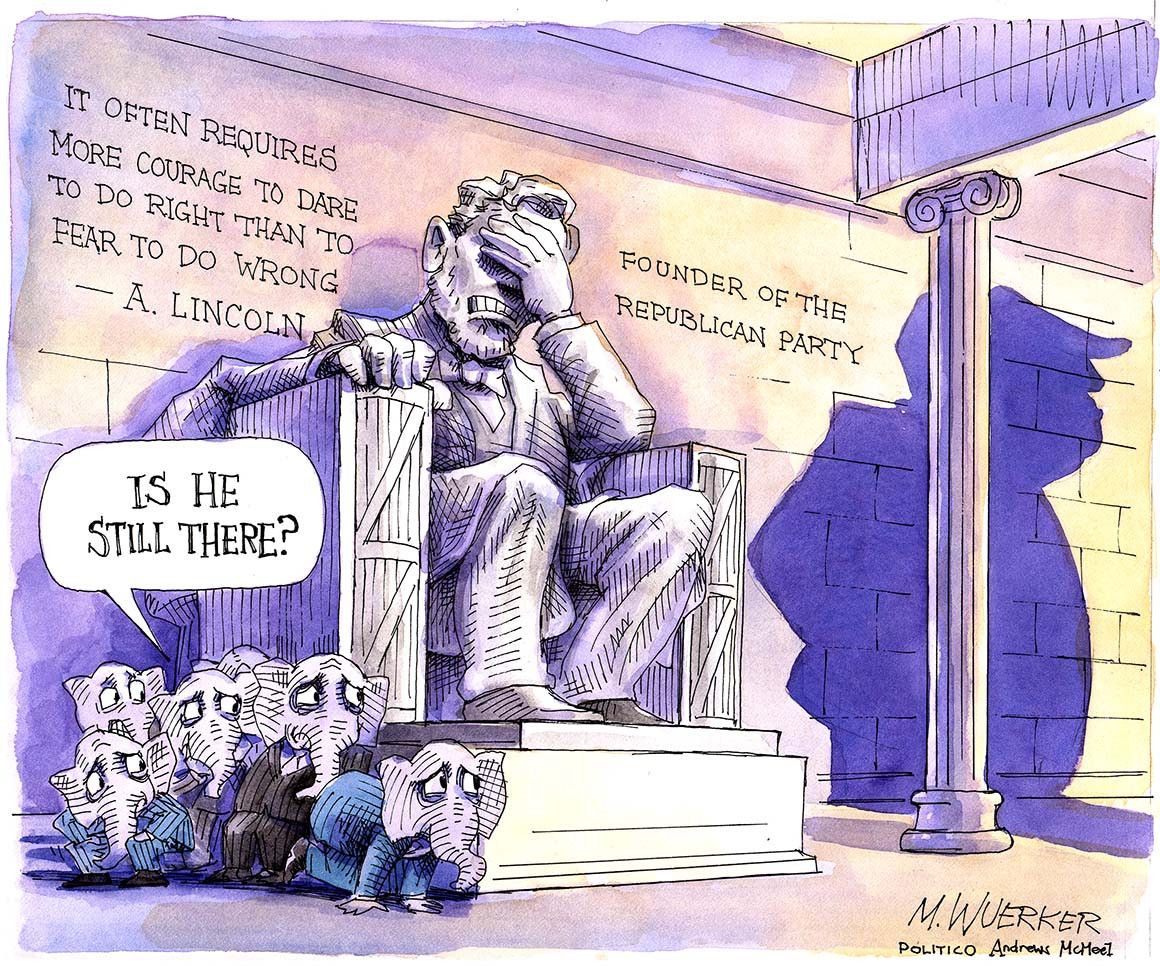 IT OFTEN REQUIRES
MORE COURAGE TO DARE
TO DO RIGHT THAN TO
FEAR TO DO WRONG
— A. LINCOLN
FOUNDER OF THE
REPUBLICAN PARTY
IS HE
STILL THERE?
M. WUERKER
POLITICO Andrews McMeel